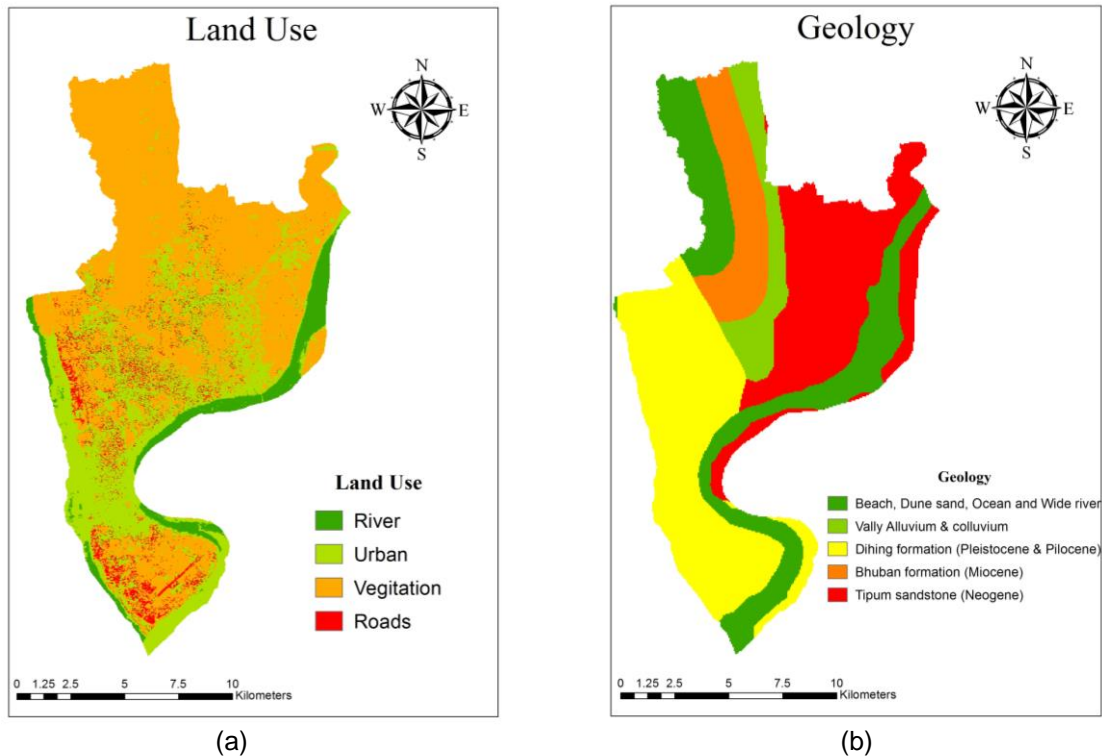 Land Use
N
W E
S
Land Use
River
Urban
Vegitation
Roads
0 1.25 2.5 5 7.5 10
Kilometers
(a)
Geology
N
W E
S
Geology
Beach, Dune sand, Ocean and Wide river
Vally Alluvium & colluvium
Dihing formation (Pleistocene & Pilocene)
Bhuban formation (Miocene)
Tipum sandstone (Neogene)
0 1.25 2.5 5 7.5 10
Kilometers
(b)